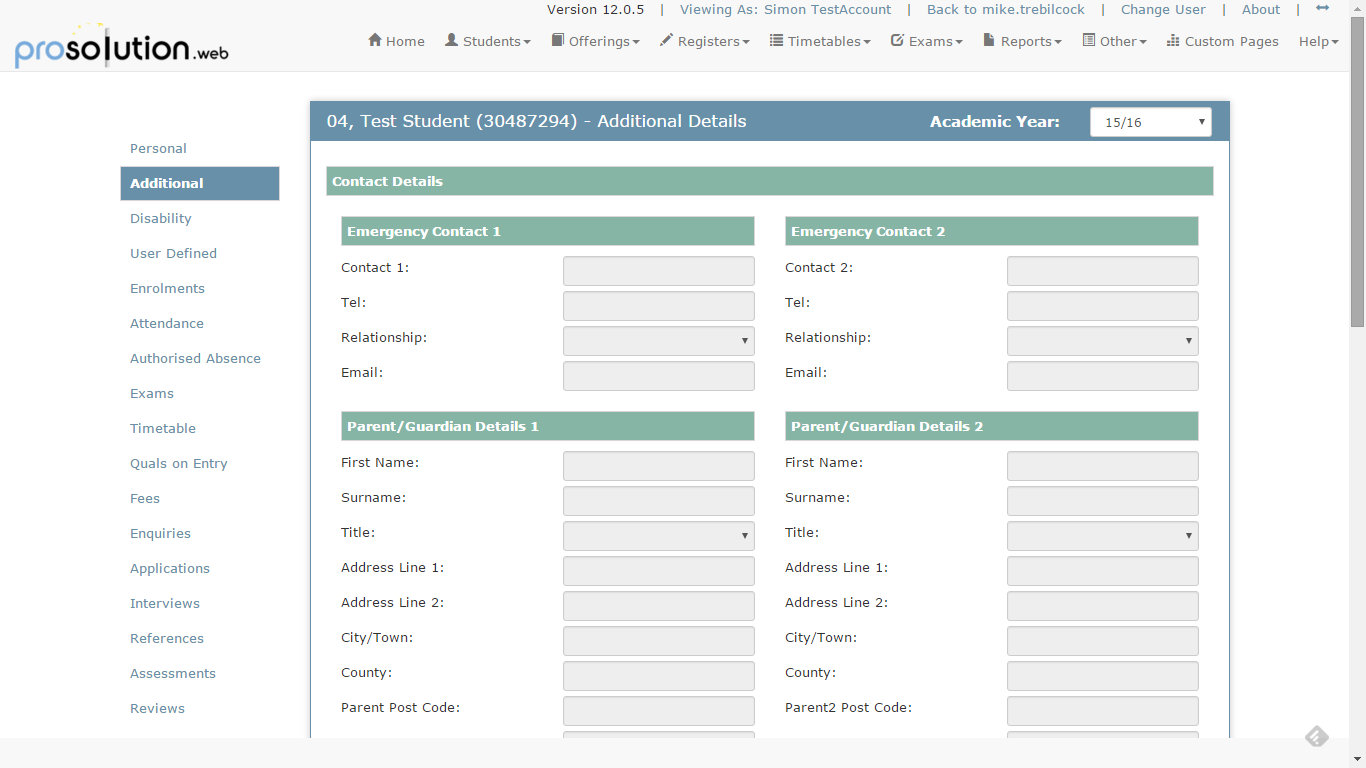 Version 12.0.5 | Viewing As: Simon TestAccount | Back to mike.trebilcock | Change User | About |
prosolution.web
Home Students Offerings Registers Timetables Exams Reports Other Custom Pages Help
04, Test Student (30487294) - Additional Details Academic Year: 15/16
Personal
Additional
Disability
User Defined
Enrolments
Attendance
Authorised Absence
Exams
Timetable
Quals on Entry
Fees
Enquiries
Applications
Interviews
References
Assessments
Reviews
Contact Details
Emergency Contact 1
Contact 1:
Tel:
Relationship:
Email:
Emergency Contact 2
Contact 2:
Tel:
Relationship:
Email:
Parent/Guardian Details 1
First Name:
Surname:
Title:
Address Line 1:
Address Line 2:
City/Town:
County:
Parent Post Code:
Parent/Guardian Details 2
First Name:
Surname:
Title:
Address Line 1:
Address Line 2:
City/Town:
County:
Parent2 Post Code: